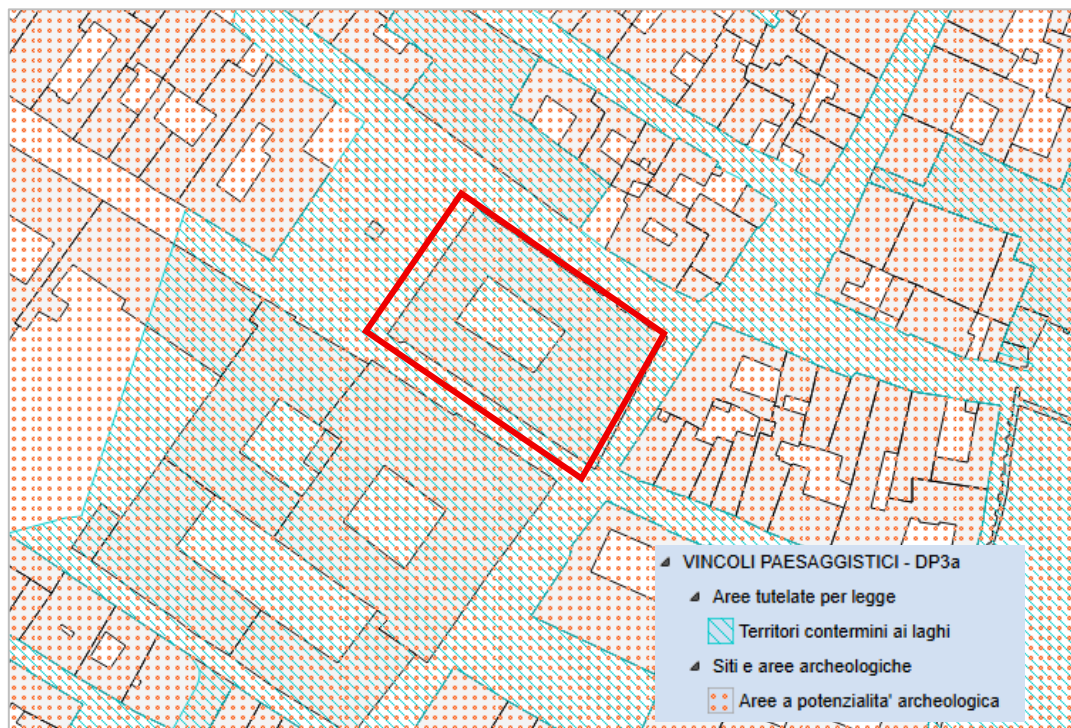 VINCOLI PAESAGGISTICI - DP3a
Aree tutelate per legge
Territori contermini ai laghi
Siti e aree archeologiche
Aree a potenzialita' archeologica